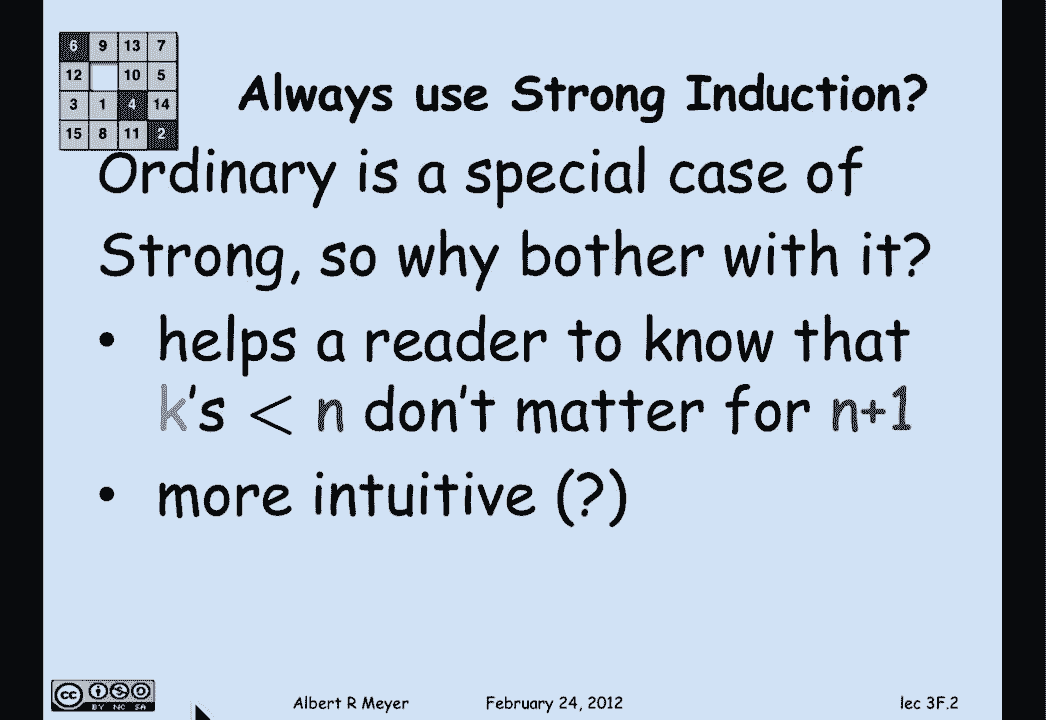 6 9 13 7
12 10 5
3 1 4 14
15 8 11 2
Always use Strong Induction?
Ordinary is a special case of
Strong, so why bother with it?
• helps a reader to know that
k's < n don't matter for n+1
• more intuitive (?)
cc BY NC SA
Albert R Meyer February 24, 2012 lec 3F.2